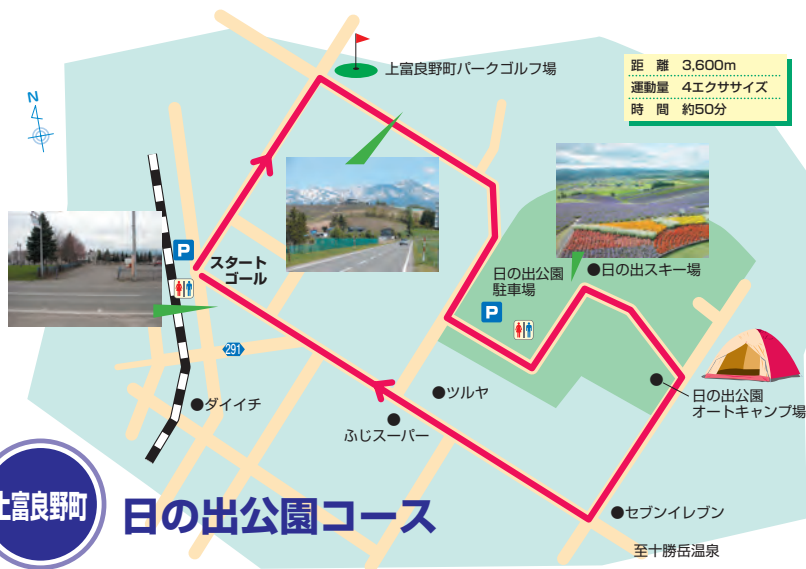 上富良野町パークゴルフ場
距 離 3,600m
運動量 4エクササイズ
時 間 約50分
N
P
スタート
ゴール
日の出公園
駐車場
P
●日の出スキー場
291
●ダイイチ
●ツルヤ
ふじスーパー
日の出公園
オートキャンプ場
上富良野町
日の出公園コース
●セブンイレブン
至十勝岳温泉